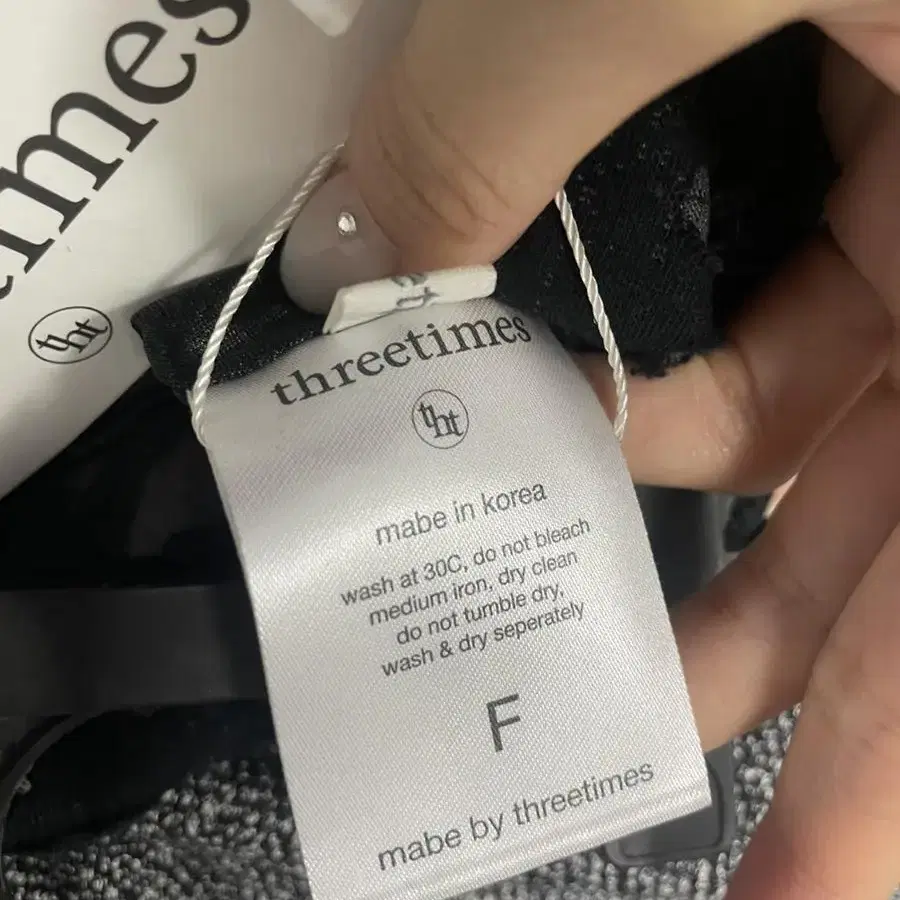 imes
tht
threetimes
tht
mabe in korea
wash at 30C, do not bleach
medium iron, dry clean
do not tumble dry,
wash & dry seperately
F
mabe by threetimes